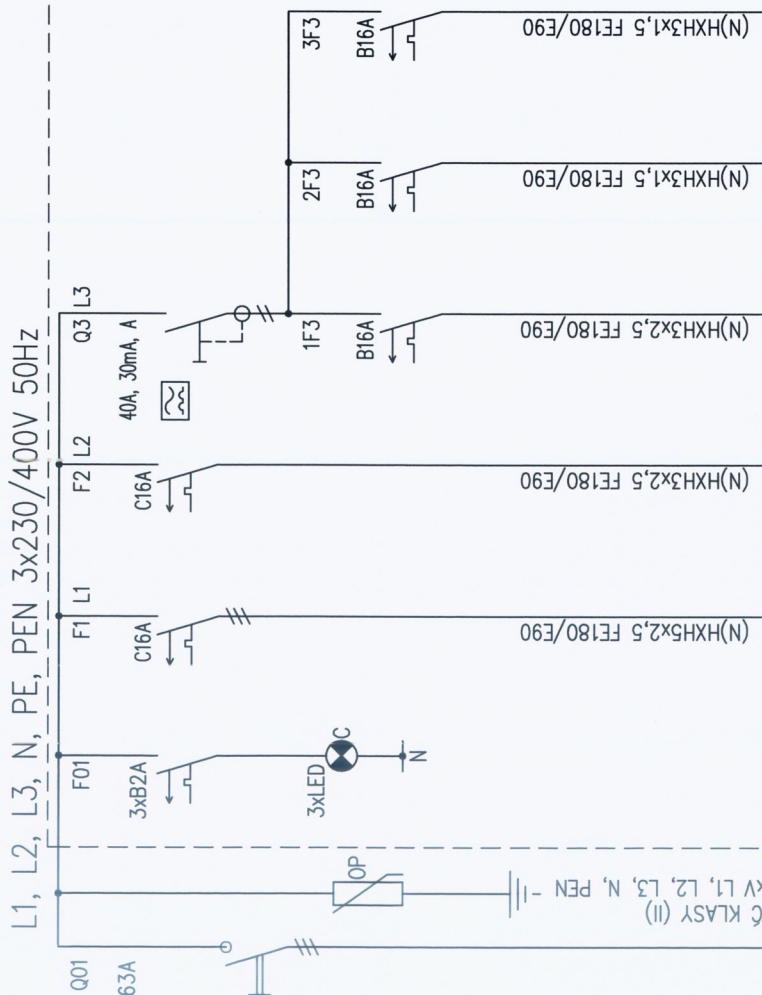 L1, L2, L3, N, PE, PEN 3x230/400V 50Hz
Q01
63A
OP
KLASY (II)
L1, L2, L3, N, PEN
F01
3xB2A
3xLED
C
N
F1
L1
C16A
(N)HXH5x2,5 FE180/E90
F2
L2
C16A
(N)HXH3x2,5 FE180/E90
Q3
L3
40A, 30mA, A
1F3
B16A
(N)HXH3x2,5 FE180/E90
2F3
B16A
(N)HXH3x1,5 FE180/E90
3F3
B16A
(N)HXH3x1,5 FE180/E90